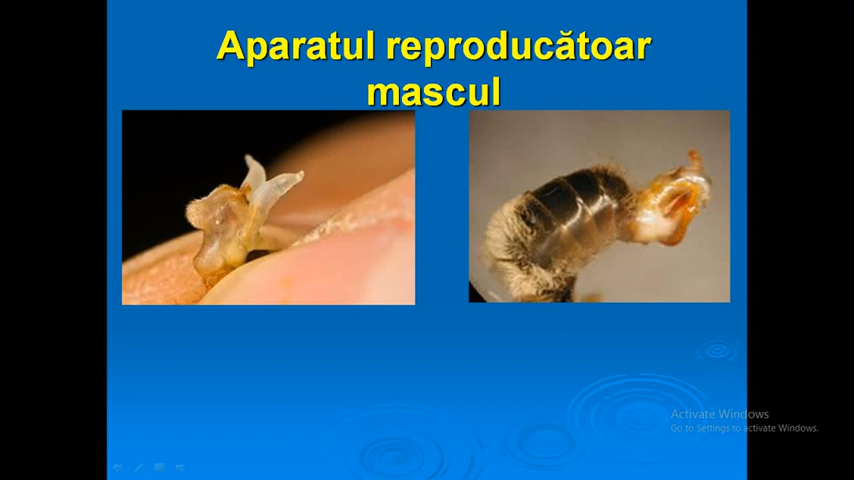 Aparatul reproducătoar
mascul
Activate Windows
Go to Settings to activate Windows.